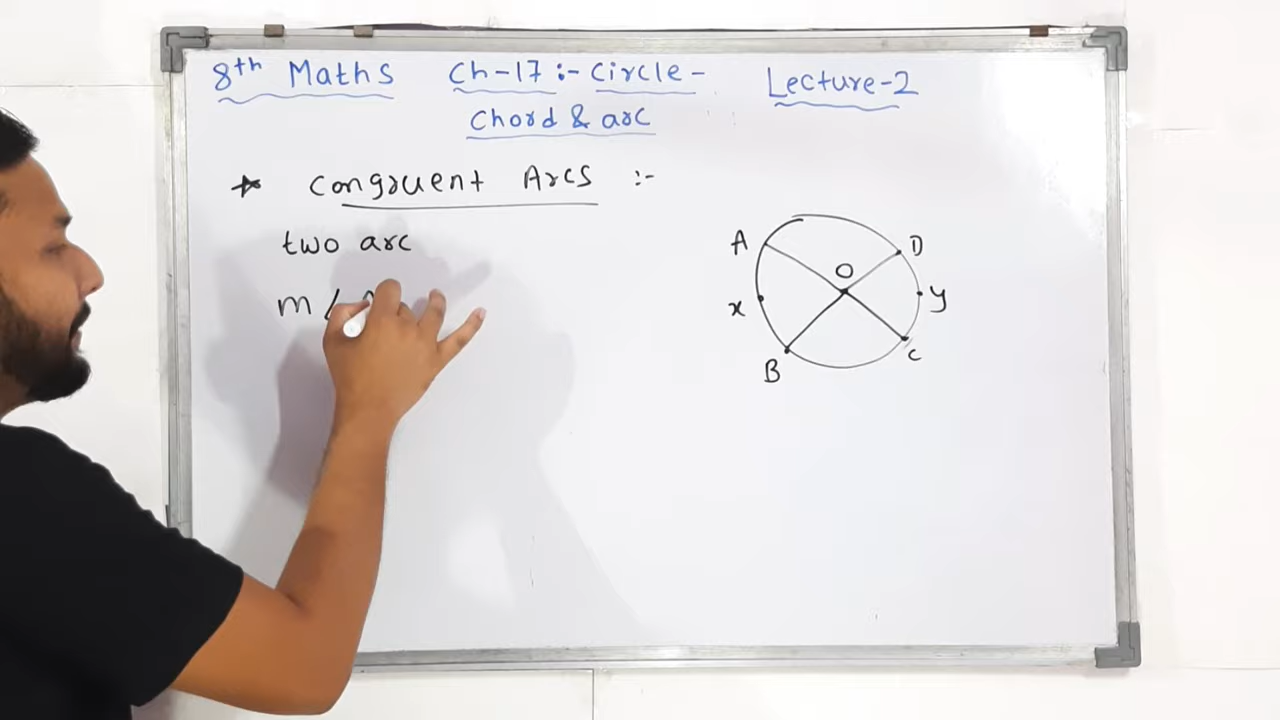 8th Maths Ch-17 :- Circle - Lecture-2
Chord & arc
* Congruent Arcs :-
two arc
m∠
A D
O
x y
B C